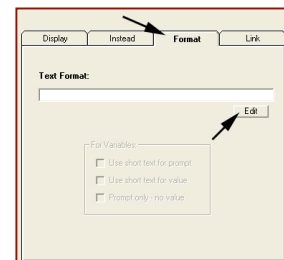 Display Instead Format Link
Text Format:
Edit
For Variables:
Use short text for prompt
Use short text for value
Prompt only - no value